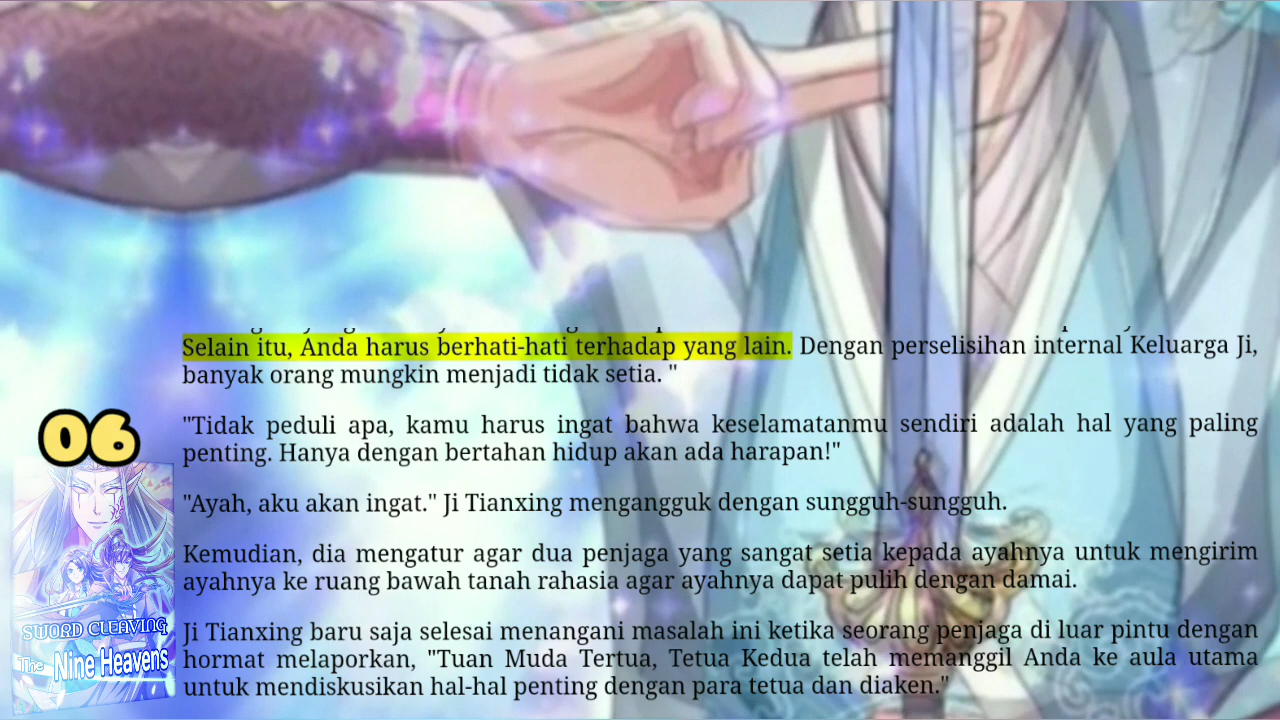 Selain itu, Anda harus berhati-hati terhadap yang lain. Dengan perselisihan internal Keluarga Ji,
banyak orang mungkin menjadi tidak setia. "
"Tidak peduli apa, kamu harus ingat bahwa keselamatanmu sendiri adalah hal yang paling
penting. Hanya dengan bertahan hidup akan ada harapan!"
"Ayah, aku akan ingat." Ji Tianxing mengangguk dengan sungguh-sungguh.
Kemudian, dia mengatur agar dua penjaga yang sangat setia kepada ayahnya untuk mengirim
ayahnya ke ruang bawah tanah rahasia agar ayahnya dapat pulih dengan damai.
Ji Tianxing baru saja selesai menangani masalah ini ketika seorang penjaga di luar pintu dengan
hormat melaporkan, "Tuan Muda Tertua, Tetua Kedua telah memanggil Anda ke aula utama
untuk mendiskusikan hal-hal penting dengan para tetua dan diaken."
06
SWORD CLEAVING
The Nine Heavens